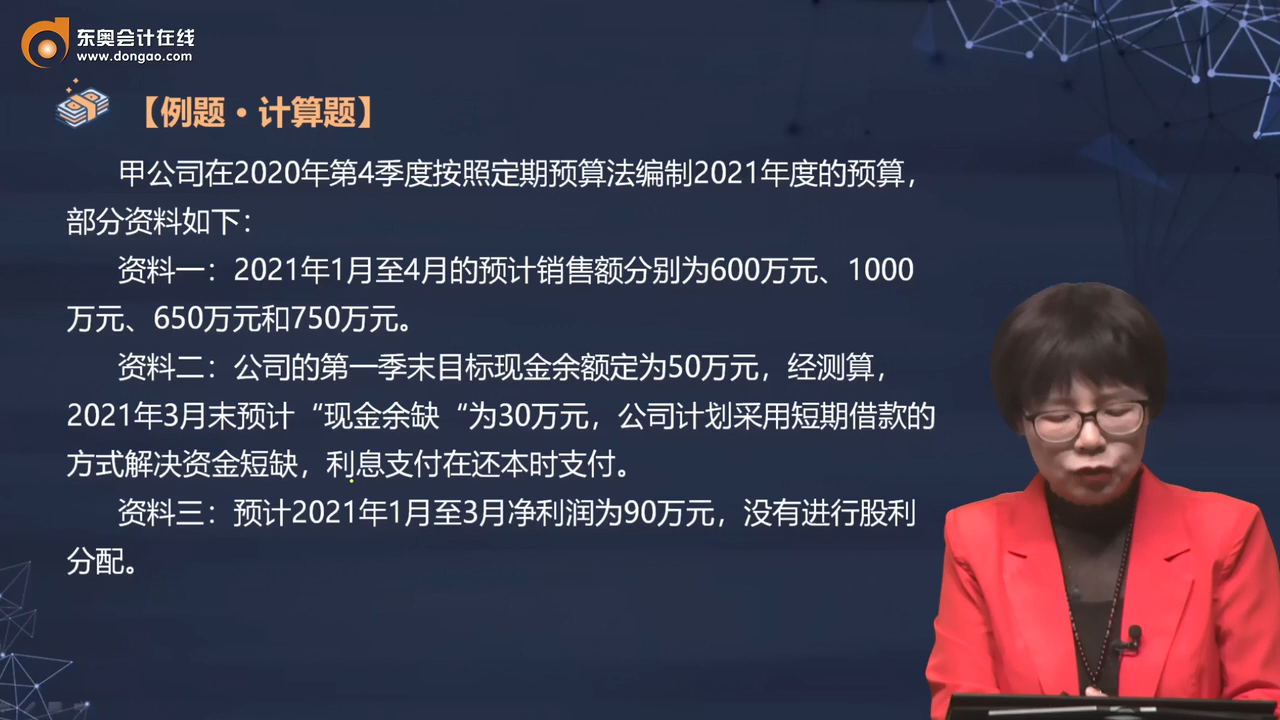 东奥会计在线
www.dongao.com
【例题·计算题】
甲公司在2020年第4季度按照定期预算法编制2021年度的预算，
部分资料如下：
资料一：2021年1月至4月的预计销售额分别为600万元、1000
万元、650万元和750万元。
资料二：公司的第一季末目标现金余额定为50万元，经测算，
2021年3月末预计“现金余缺“为30万元，公司计划采用短期借款的
方式解决资金短缺，利息支付在还本时支付。
资料三：预计2021年1月至3月净利润为90万元，没有进行股利
分配。